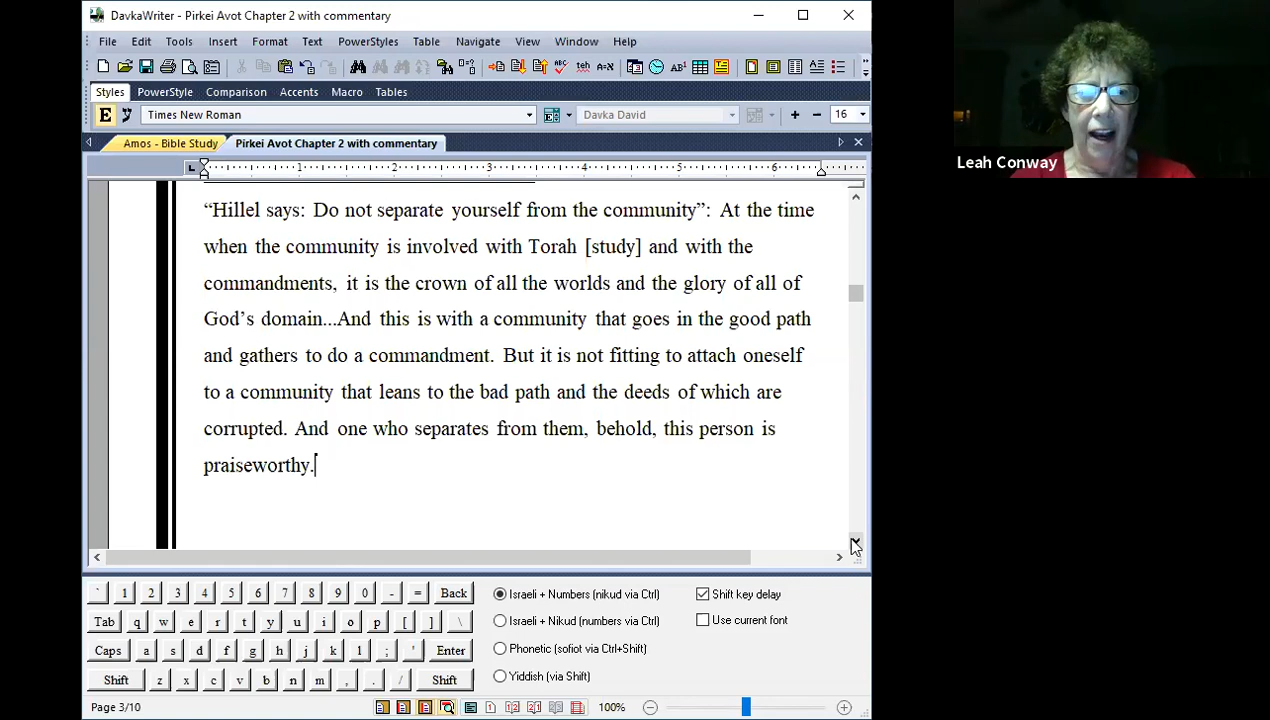 DavkaWriter - Pirkei Avot Chapter 2 with commentary
File Edit Tools Insert Format Text PowerStyles Table Navigate View Window Help
Styles PowerStyle Comparison Accents Macro Tables
E ע Times New Roman Davka David 16
Amos - Bible Study Pirkei Avot Chapter 2 with commentary
1 2 3 4 5 6
“Hillel says: Do not separate yourself from the community”: At the time
when the community is involved with Torah [study] and with the
commandments, it is the crown of all the worlds and the glory of all of
God’s domain...And this is with a community that goes in the good path
and gathers to do a commandment. But it is not fitting to attach oneself
to a community that leans to the bad path and the deeds of which are
corrupted. And one who separates from them, behold, this person is
praiseworthy.
` 1 2 3 4 5 6 7 8 9 0 - = Back
Tab q w e r t y u i o p [ ] \
Caps a s d f g h j k l ; ' Enter
Shift z x c v b n m , . / Shift
Israeli + Numbers (nikud via Ctrl)
Israeli + Nikud (numbers via Ctrl)
Phonetic (sofiot via Ctrl+Shift)
Yiddish (via Shift)
Shift key delay
Use current font
Page 3/10 100%
Leah Conway